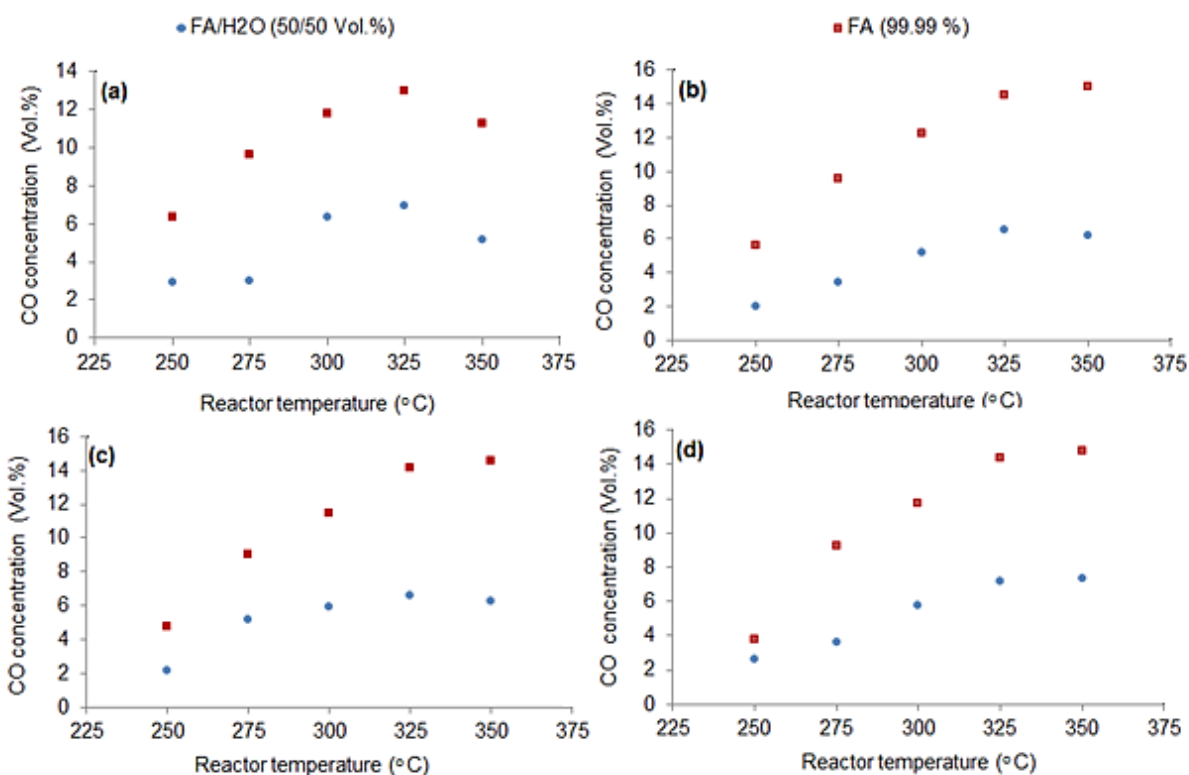 FA/H2O (50/50 Vol.%) FA (99.99 %)
(a)
CO concentration (Vol.%)
14
12
10
8
6
4
2
0
225 250 275 300 325 350 375
Reactor temperature (°C)
(b)
CO concentration (Vol.%)
16
14
12
10
8
6
4
2
0
225 250 275 300 325 350 375
Reactor temperature (°C)
(c)
CO concentration (Vol.%)
16
14
12
10
8
6
4
2
0
225 250 275 300 325 350 375
Reactor temperature (°C)
(d)
CO concentration (Vol.%)
16
14
12
10
8
6
4
2
0
225 250 275 300 325 350 375
Reactor temperature (°C)